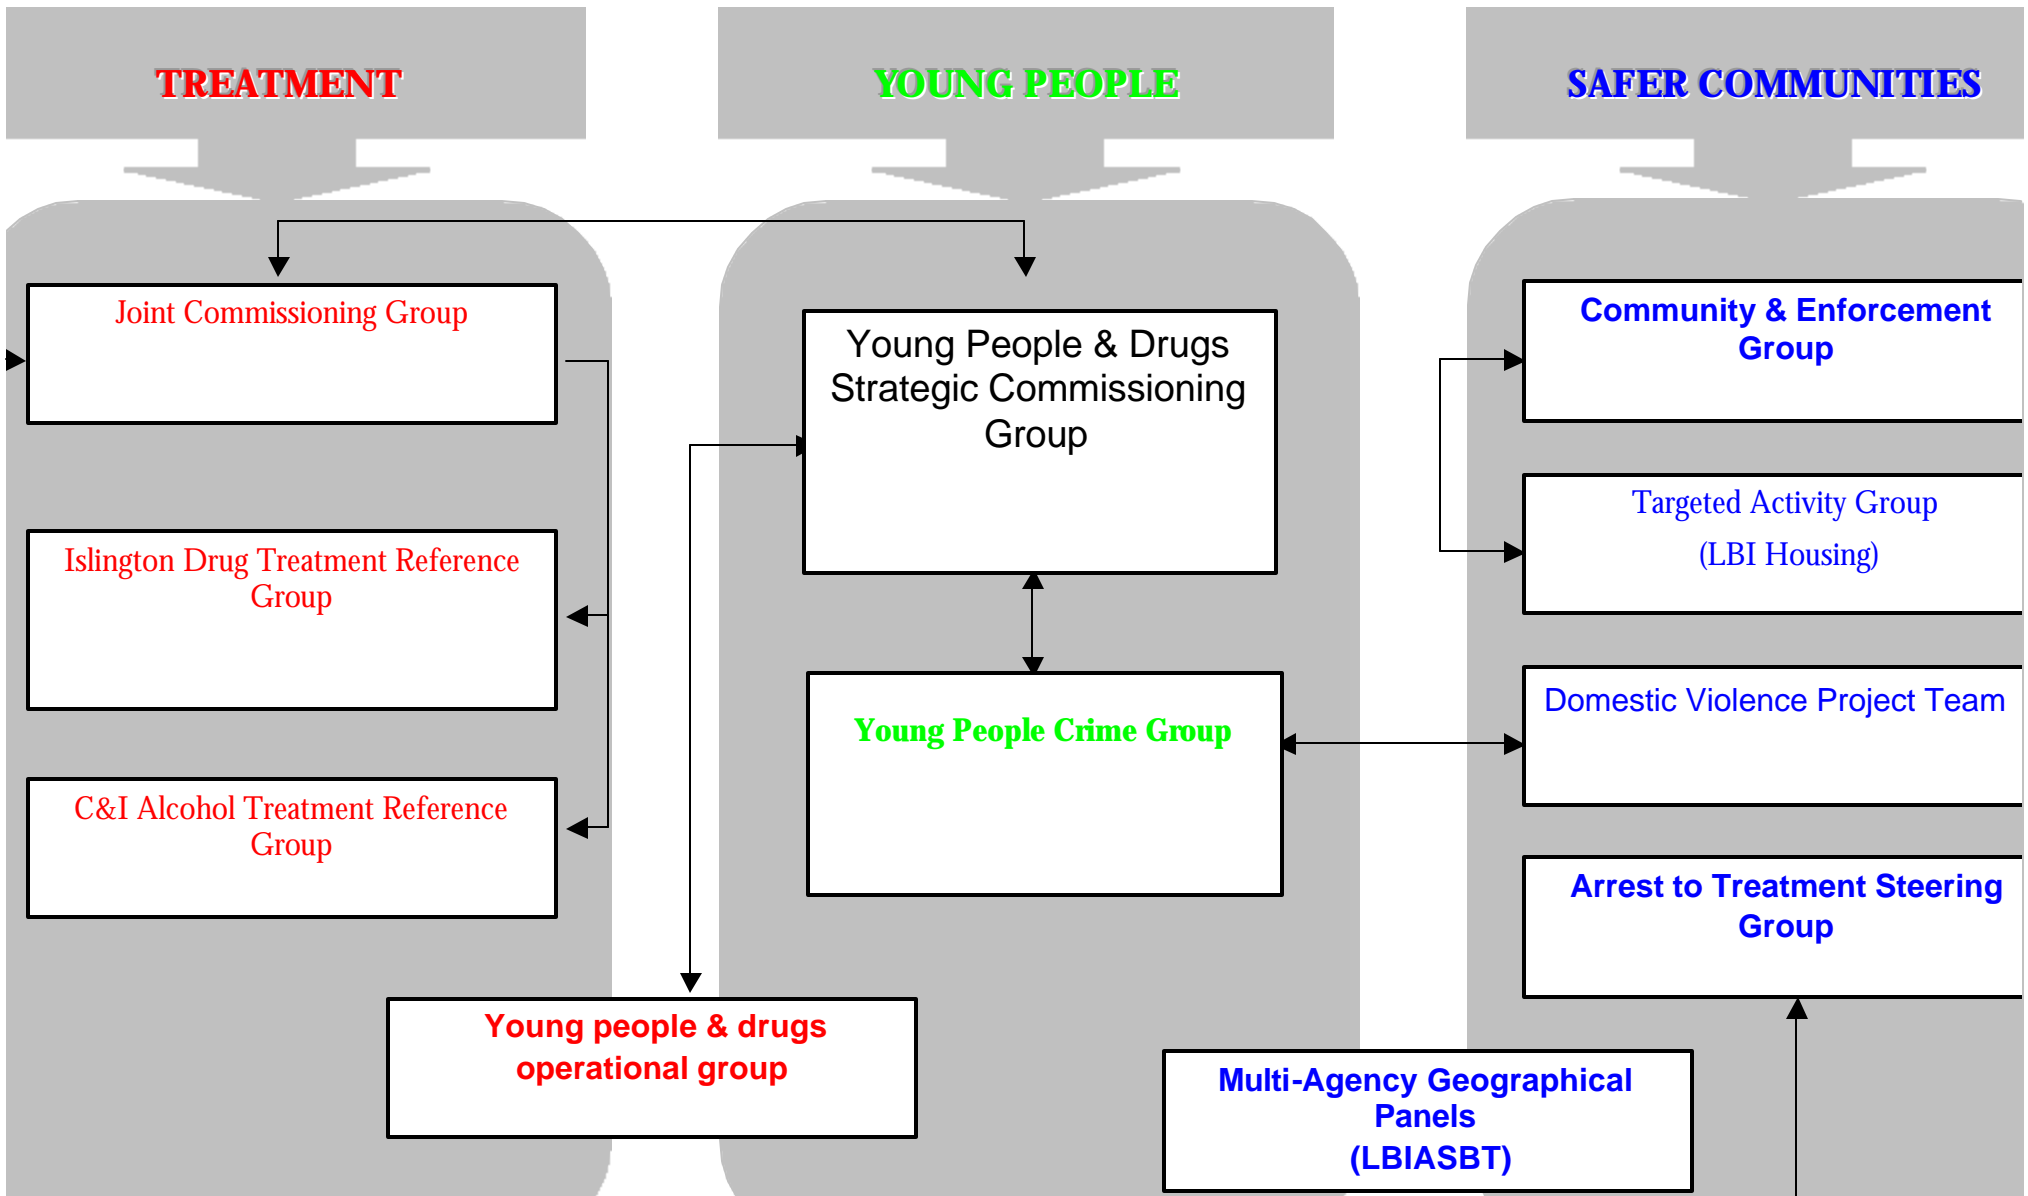 TREATMENT
YOUNG PEOPLE
SAFER COMMUNITIES
Joint Commissioning Group
Islington Drug Treatment Reference
Group
C&I Alcohol Treatment Reference
Group
Young People & Drugs
Strategic Commissioning
Group
Young People Crime Group
Young people & drugs
operational group
Community & Enforcement
Group
Targeted Activity Group
(LBI Housing)
Domestic Violence Project Team
Arrest to Treatment Steering
Group
Multi-Agency Geographical
Panels
(LBIASBT)